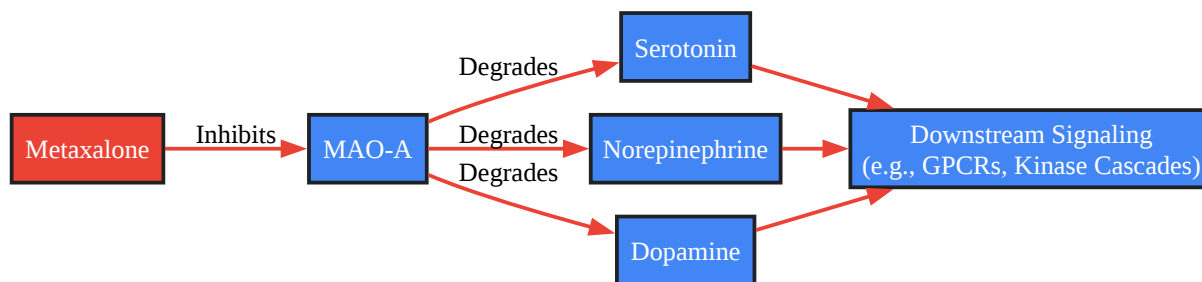 Metaxalone
Inhibits
MAO-A
Degrades
Degrades
Degrades
Serotonin
Norepinephrine
Dopamine
Downstream Signaling
(e.g., GPCRs, Kinase Cascades)